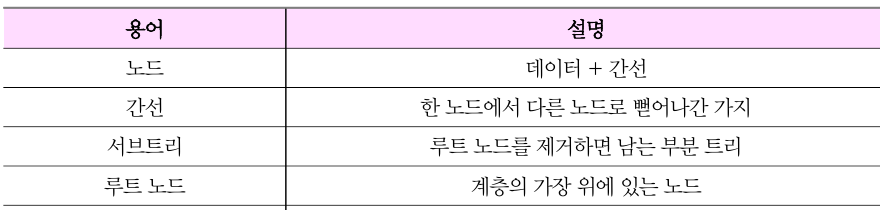 용어 설명
노드 데이터 + 간선
간선 한 노드에서 다른 노드로 뻗어나간 가지
서브트리 루트 노드를 제거하면 남는 부분 트리
루트 노드 계층의 가장 위에 있는 노드